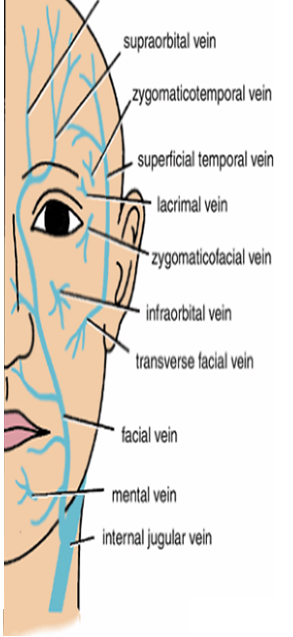 supraorbital vein
zygomaticotemporal vein
superficial temporal vein
lacrimal vein
zygomaticofacial vein
infraorbital vein
transverse facial vein
facial vein
mental vein
internal jugular vein